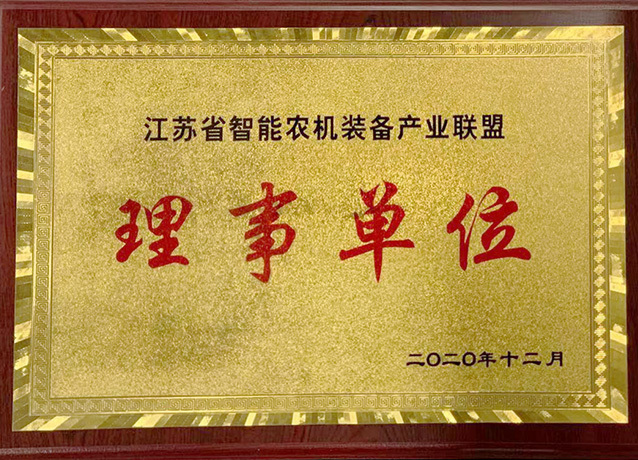 江苏省智能农机装备产业联盟
理事单位
二〇二〇年十二月